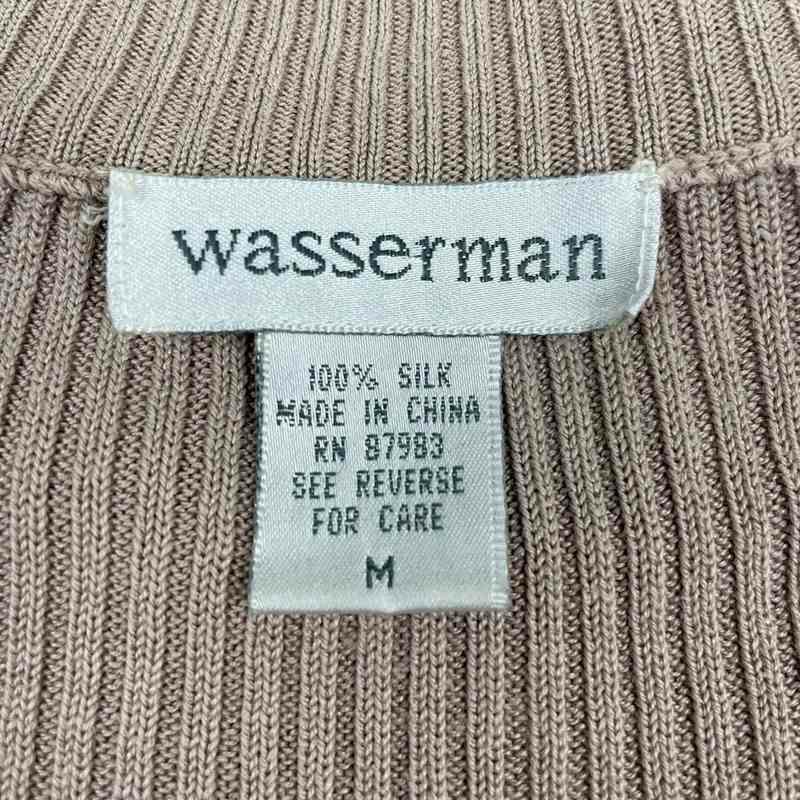 wasserman
100% SILK
MADE IN CHINA
RN 87983
SEE REVERSE
FOR CARE
M